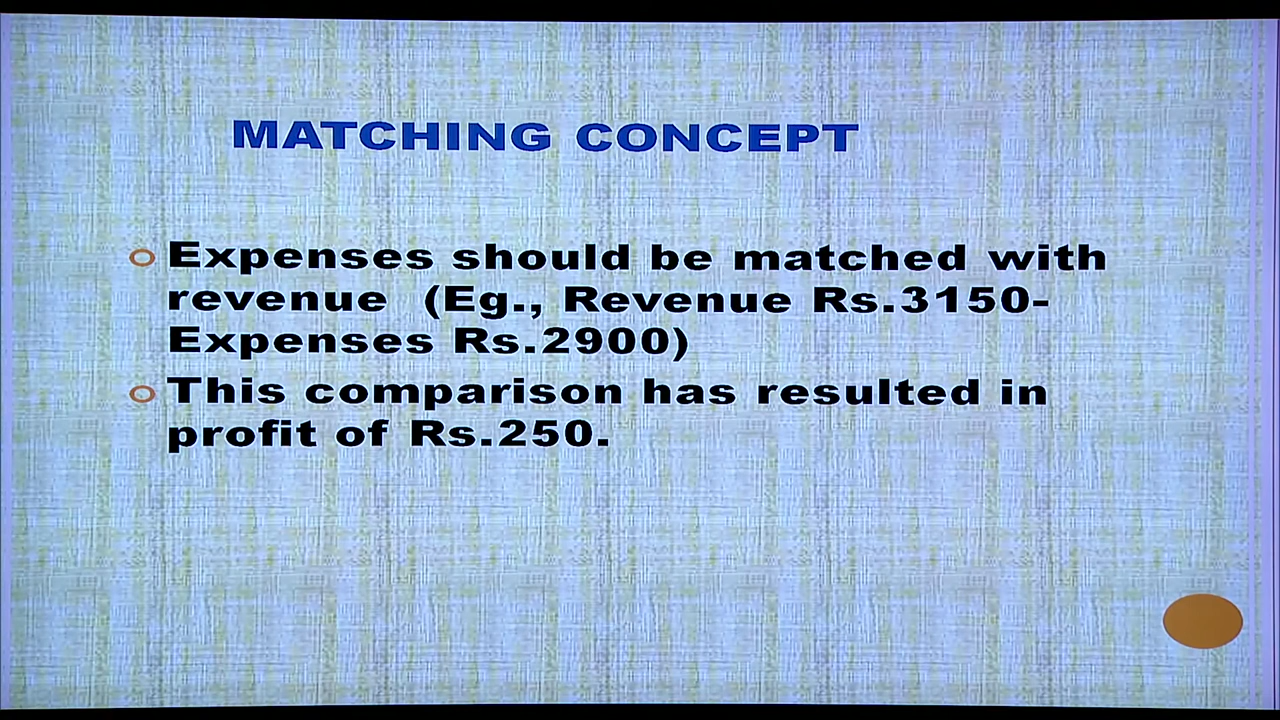 MATCHING CONCEPT
Expenses should be matched with
revenue (Eg., Revenue Rs.3150-
Expenses Rs.2900)
This comparison has resulted in
profit of Rs.250.